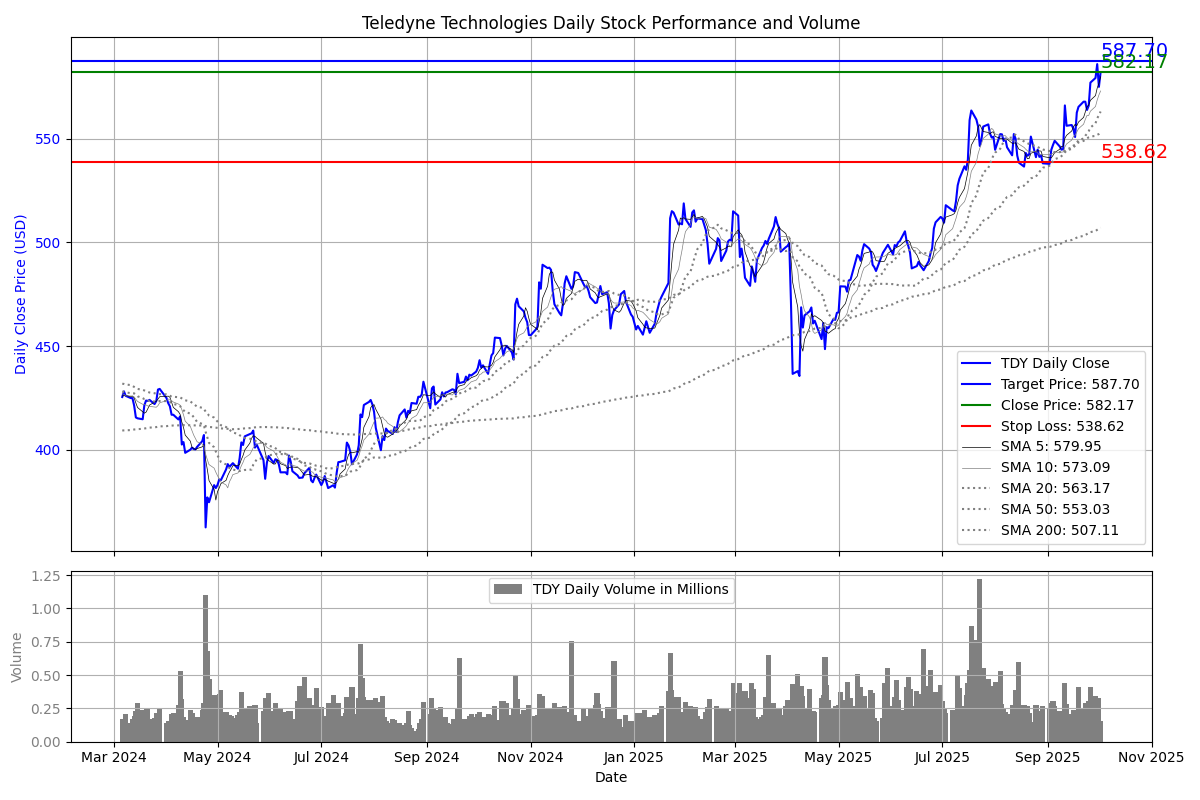 Teledyne Technologies Daily Stock Performance and Volume
587.70
582.17
550
538.62
500
450
400
Daily Close Price (USD)
TDY Daily Close
Target Price: 587.70
Close Price: 582.17
Stop Loss: 538.62
SMA 5: 579.95
SMA 10: 573.09
SMA 20: 563.17
SMA 50: 553.03
SMA 200: 507.11
1.25
1.00
0.75
0.50
0.25
0.00
Volume
TDY Daily Volume in Millions
Mar 2024 May 2024 Jul 2024 Sep 2024 Nov 2024 Jan 2025 Mar 2025 May 2025 Jul 2025 Sep 2025 Nov 2025
Date